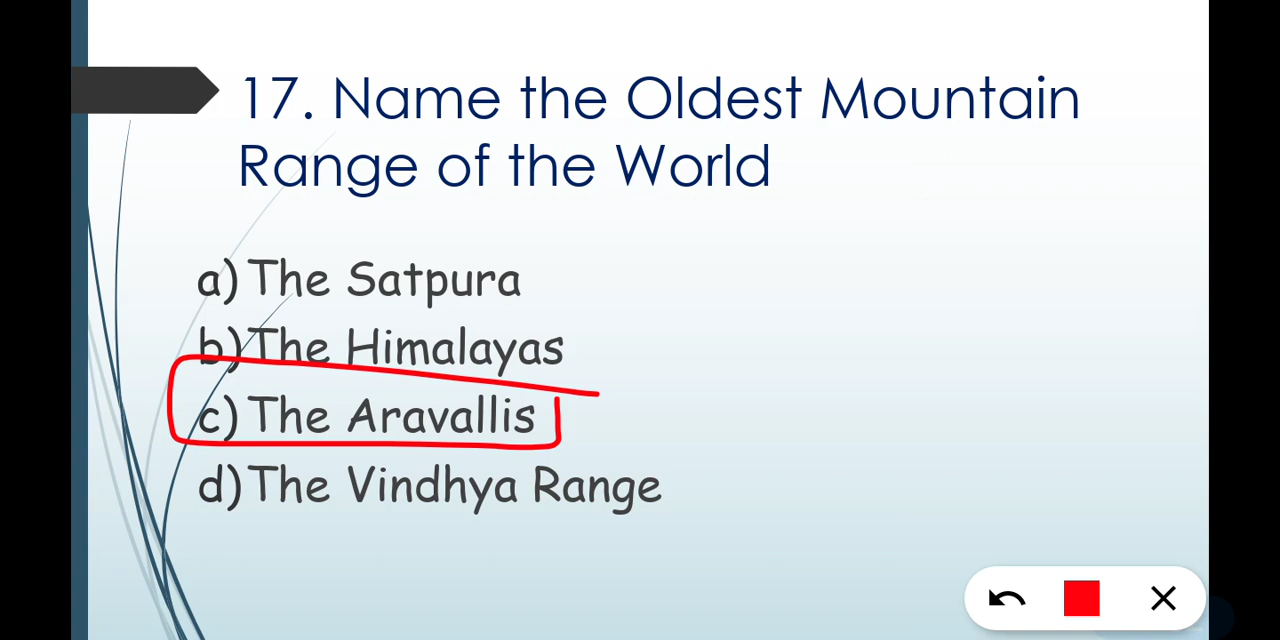 17. Name the Oldest Mountain
Range of the World
a) The Satpura
b) The Himalayas
c) The Aravallis
d) The Vindhya Range